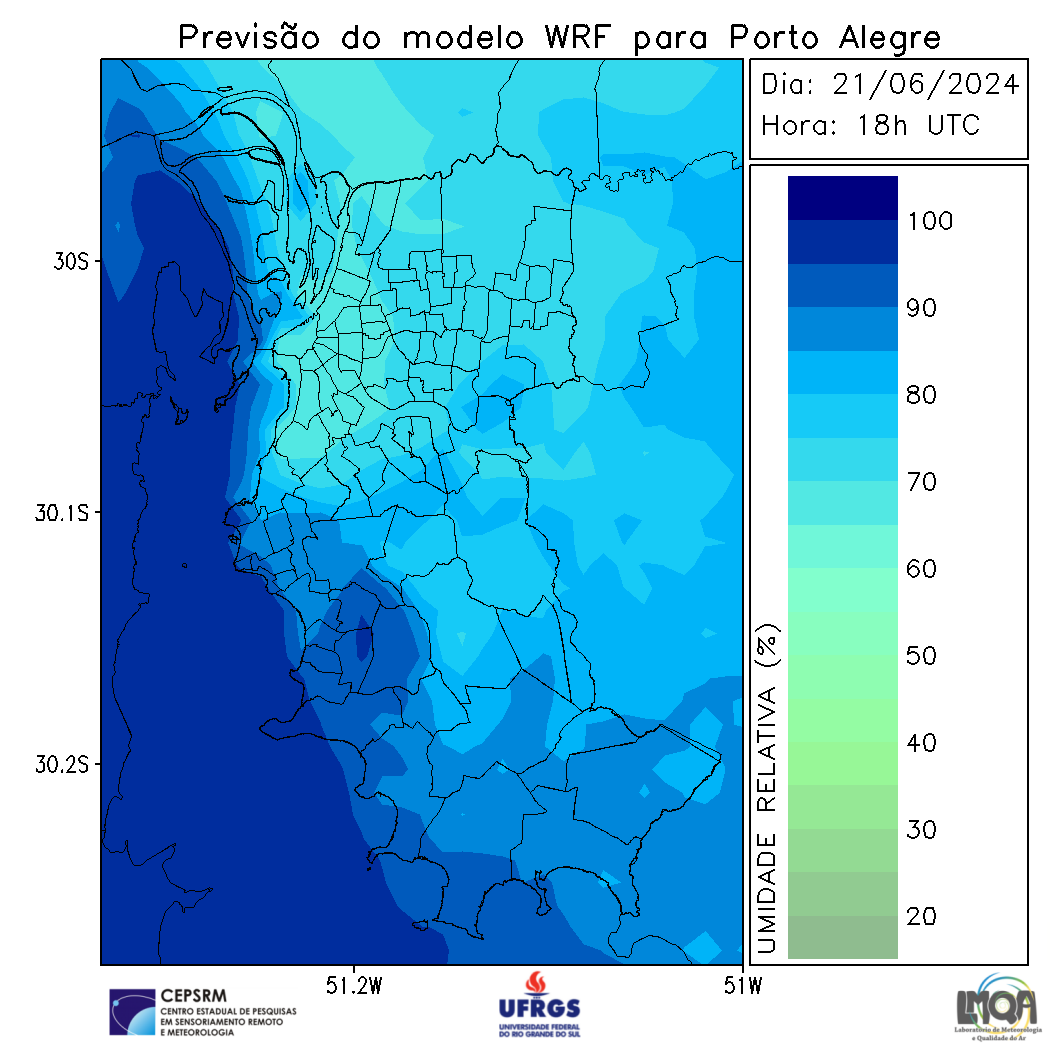 Previsão do modelo WRF para Porto Alegre
Dia: 21/06/2024
Hora: 18h UTC
30S
30.1S
30.2S
51.2W
51W
100
90
80
70
60
50
40
30
20
UMIDADE RELATIVA (%)
CEPSRM
CENTRO ESTADUAL DE PESQUISAS
EM SENSORIAMENTO REMOTO
E METEOROLOGIA
UFRGS
UNIVERSIDADE FEDERAL
DO RIO GRANDE DO SUL
LMQA
Laboratório de Meteorologia
e Qualidade do Ar